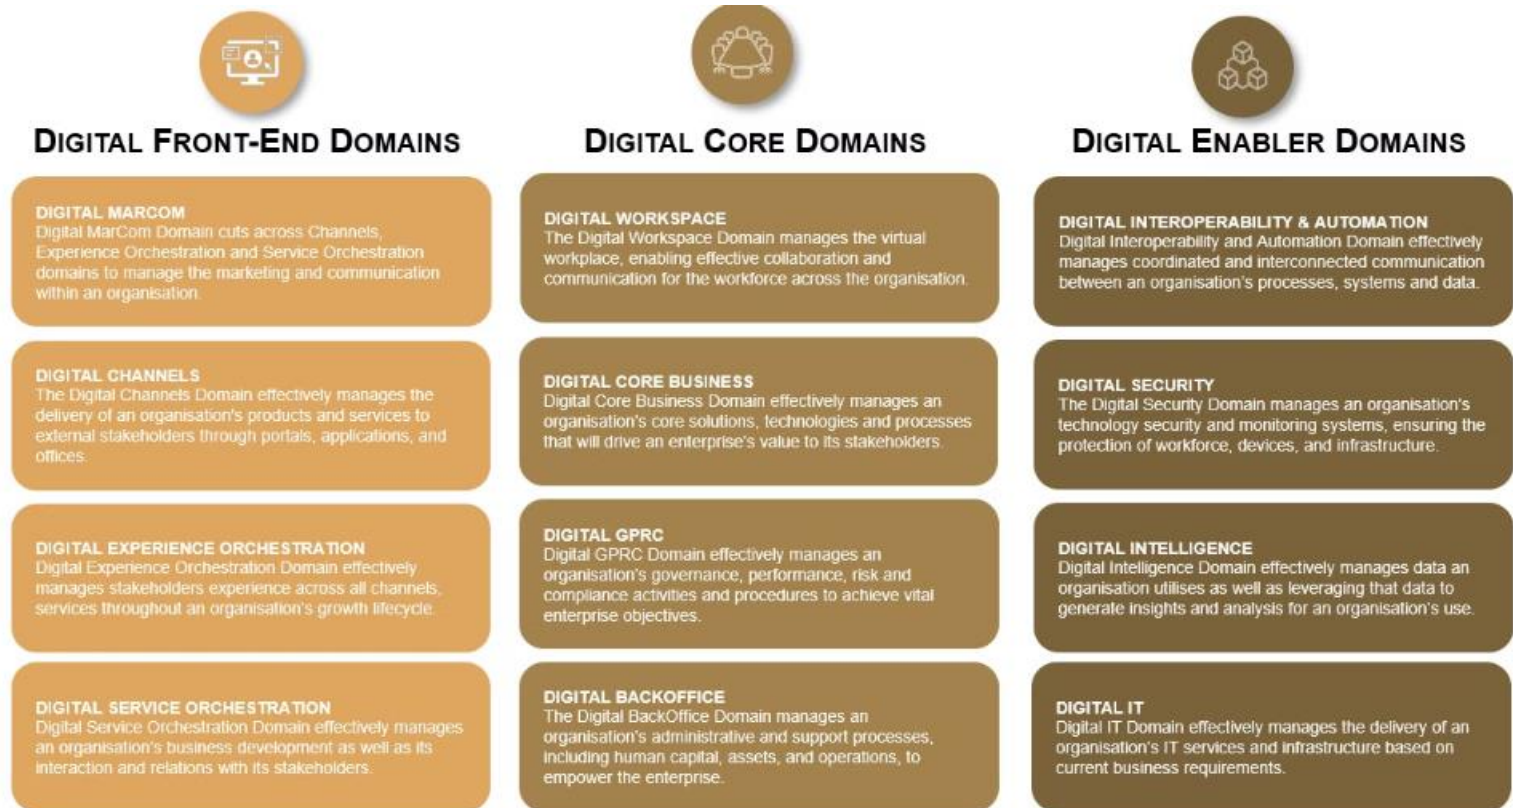 DIGITAL FRONT-END DOMAINS
DIGITAL MARCOM
Digital MarCom Domain cuts across Channels,
Experience Orchestration and Service Orchestration
domains to manage the marketing and communication
within an organisation.
DIGITAL CHANNELS
The Digital Channels Domain effectively manages the
delivery of an organisation's products and services to
external stakeholders through portals, applications, and
offices.
DIGITAL EXPERIENCE ORCHESTRATION
Digital Experience Orchestration Domain effectively
manages stakeholders experience across all channels,
services throughout an organisation's growth lifecycle.
DIGITAL SERVICE ORCHESTRATION
Digital Service Orchestration Domain effectively manages
an organisation's business development as well as its
interaction and relations with its stakeholders.
DIGITAL CORE DOMAINS
DIGITAL WORKSPACE
The Digital Workspace Domain manages the virtual
workplace, enabling effective collaboration and
communication for the workforce across the organisation.
DIGITAL CORE BUSINESS
Digital Core Business Domain effectively manages an
organisation's core solutions, technologies and processes
that will drive an enterprise's value to its stakeholders.
DIGITAL GPRC
Digital GPRC Domain effectively manages an
organisation's governance, performance, risk and
compliance activities and procedures to achieve vital
enterprise objectives.
DIGITAL BACKOFFICE
The Digital BackOffice Domain manages an
organisation's administrative and support processes,
including human capital, assets, and operations, to
empower the enterprise.
DIGITAL ENABLER DOMAINS
DIGITAL INTEROPERABILITY & AUTOMATION
Digital Interoperability and Automation Domain effectively
manages coordinated and interconnected communication
between an organisation's processes, systems and data.
DIGITAL SECURITY
The Digital Security Domain manages an organisation's
technology security and monitoring systems, ensuring the
protection of workforce, devices, and infrastructure.
DIGITAL INTELLIGENCE
Digital Intelligence Domain effectively manages data an
organisation utilises as well as leveraging that data to
generate insights and analysis for an organisation's use.
DIGITAL IT
Digital IT Domain effectively manages the delivery of an
organisation's IT services and infrastructure based on
current business requirements.